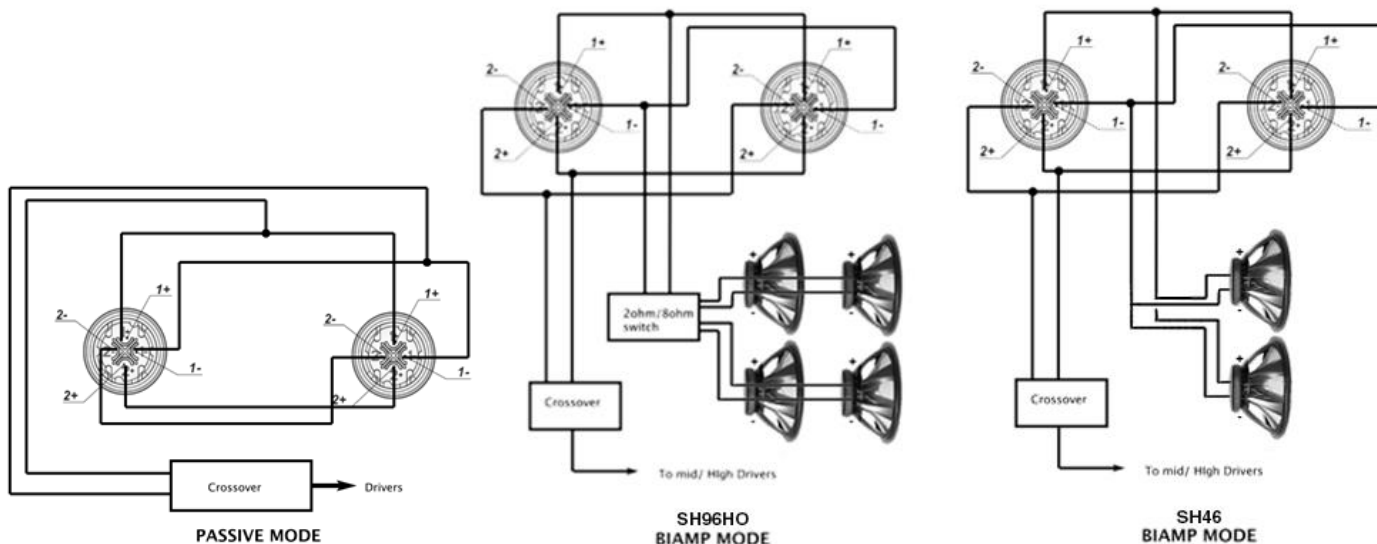 1+
2-
1-
2+
1+
2-
1-
2+
Crossover
Drivers
PASSIVE MODE
1+
2-
1-
2+
1+
2-
1-
2+
2ohm/8ohm
switch
+
-
+
-
+
-
+
-
Crossover
To mid/ HIgh Drivers
SH96HO
BIAMP MODE
1+
2-
1-
2+
1+
2-
1-
2+
+
-
+
-
Crossover
To mid/ HIgh Drivers
SH46
BIAMP MODE